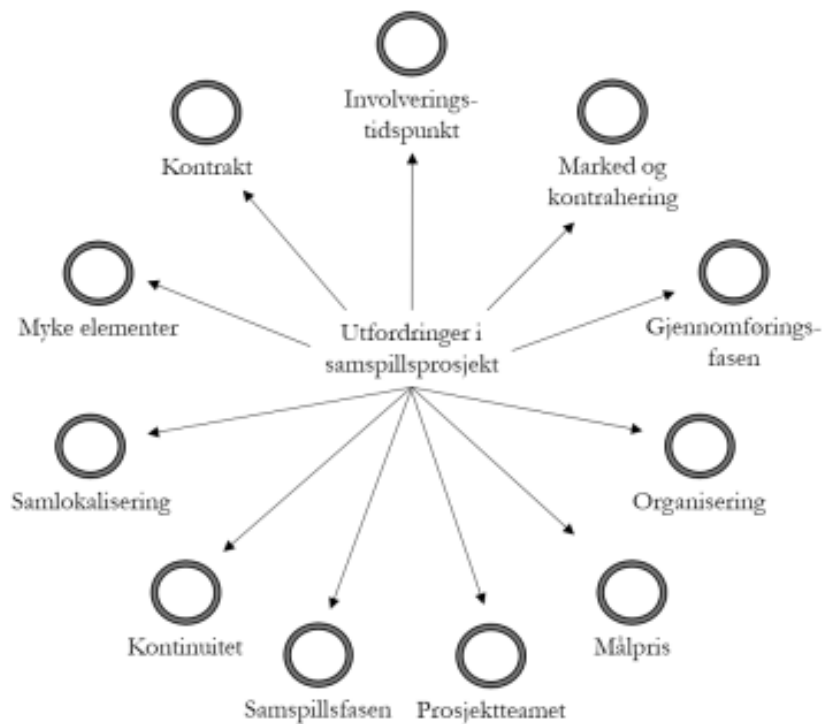 Involverings-
tidspunkt
Kontrakt
Marked og
kontrahering
Myke elementer
Utfordringer i
samspillsprosjekt
Gjennomførings-
fasen
Samlokalisering
Organisering
Kontinuitet
Målpris
Samspillsfasen
Prosjektteamet